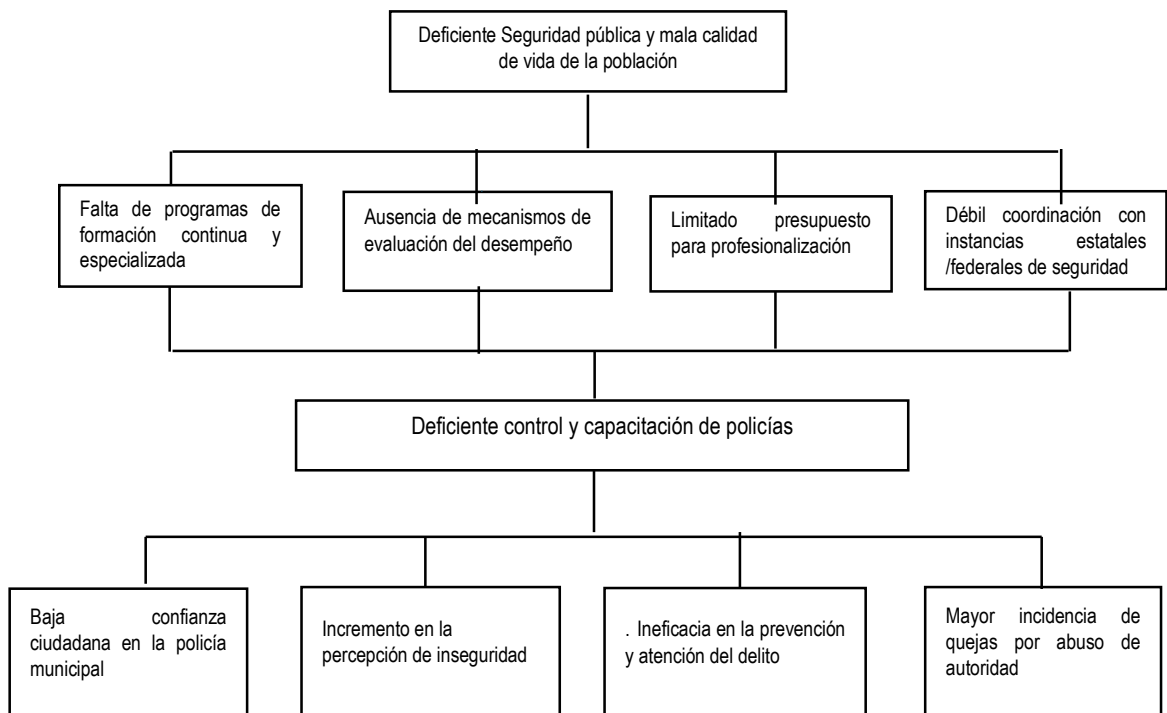 Deficiente Seguridad pública y mala calidad
de vida de la población
Falta de programas de
formación continua y
especializada
Ausencia de mecanismos de
evaluación del desempeño
Limitado presupuesto
para profesionalización
Débil coordinación con
instancias estatales
/federales de seguridad
Deficiente control y capacitación de policías
Baja confianza
ciudadana en la policía
municipal
Incremento en la
percepción de inseguridad
. Ineficacia en la prevención
y atención del delito
Mayor incidencia de
quejas por abuso de
autoridad